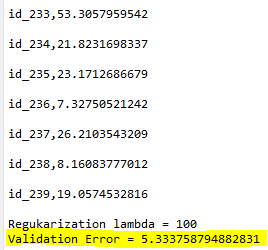 id_233,53.3057959542
id_234,21.8231698337
id_235,23.1712686679
id_236,7.32750521242
id_237,26.2103543209
id_238,8.16083777012
id_239,19.0574532816
Regukarization lambda = 100
Validation Error = 5.333758794882831